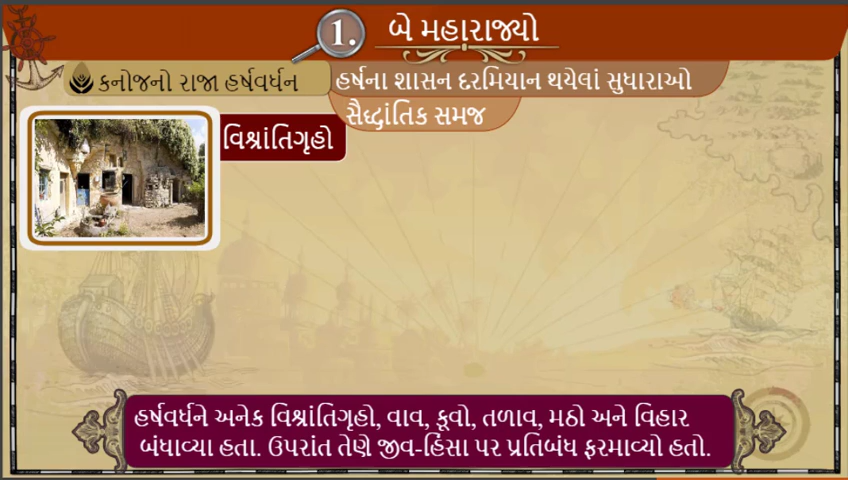 1. બે મહારાજ્યો
કનોજનો રાજા હર્ષવર્ધન
હર્ષના શાસન દરમિયાન થયેલાં સુધારાઓ
સૈદ્ધાંતિક સમજ
વિશ્રાંતિગૃહો
હર્ષવર્ધને અનેક વિશ્રાંતિગૃહો, વાવ, કૂવો, તળાવ, મઠો અને વિહાર
બંધાવ્યા હતા. ઉપરાંત તેણે જીવ-હિંસા પર પ્રતિબંધ ફરમાવ્યો હતો.